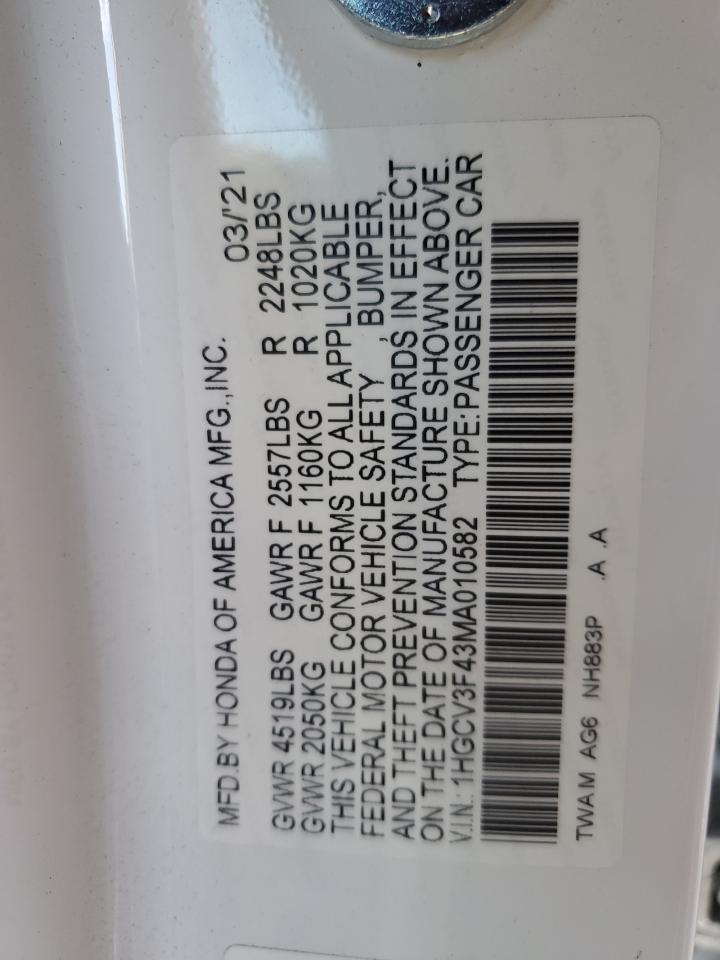 MFD.BY HONDA OF AMERICA MFG.,INC. 03/'21
GVWR 4519LBS GAWR F 2557LBS R 2248LBS
GVWR 2050KG GAWR F 1160KG R 1020KG
THIS VEHICLE CONFORMS TO ALL APPLICABLE
FEDERAL MOTOR VEHICLE SAFETY , BUMPER,
AND THEFT PREVENTION STANDARDS IN EFFECT
ON THE DATE OF MANUFACTURE SHOWN ABOVE.
V.I.N.: 1HGCV3F43MA010582 TYPE:PASSENGER CAR
TWA M AG6 NH883P .A .A